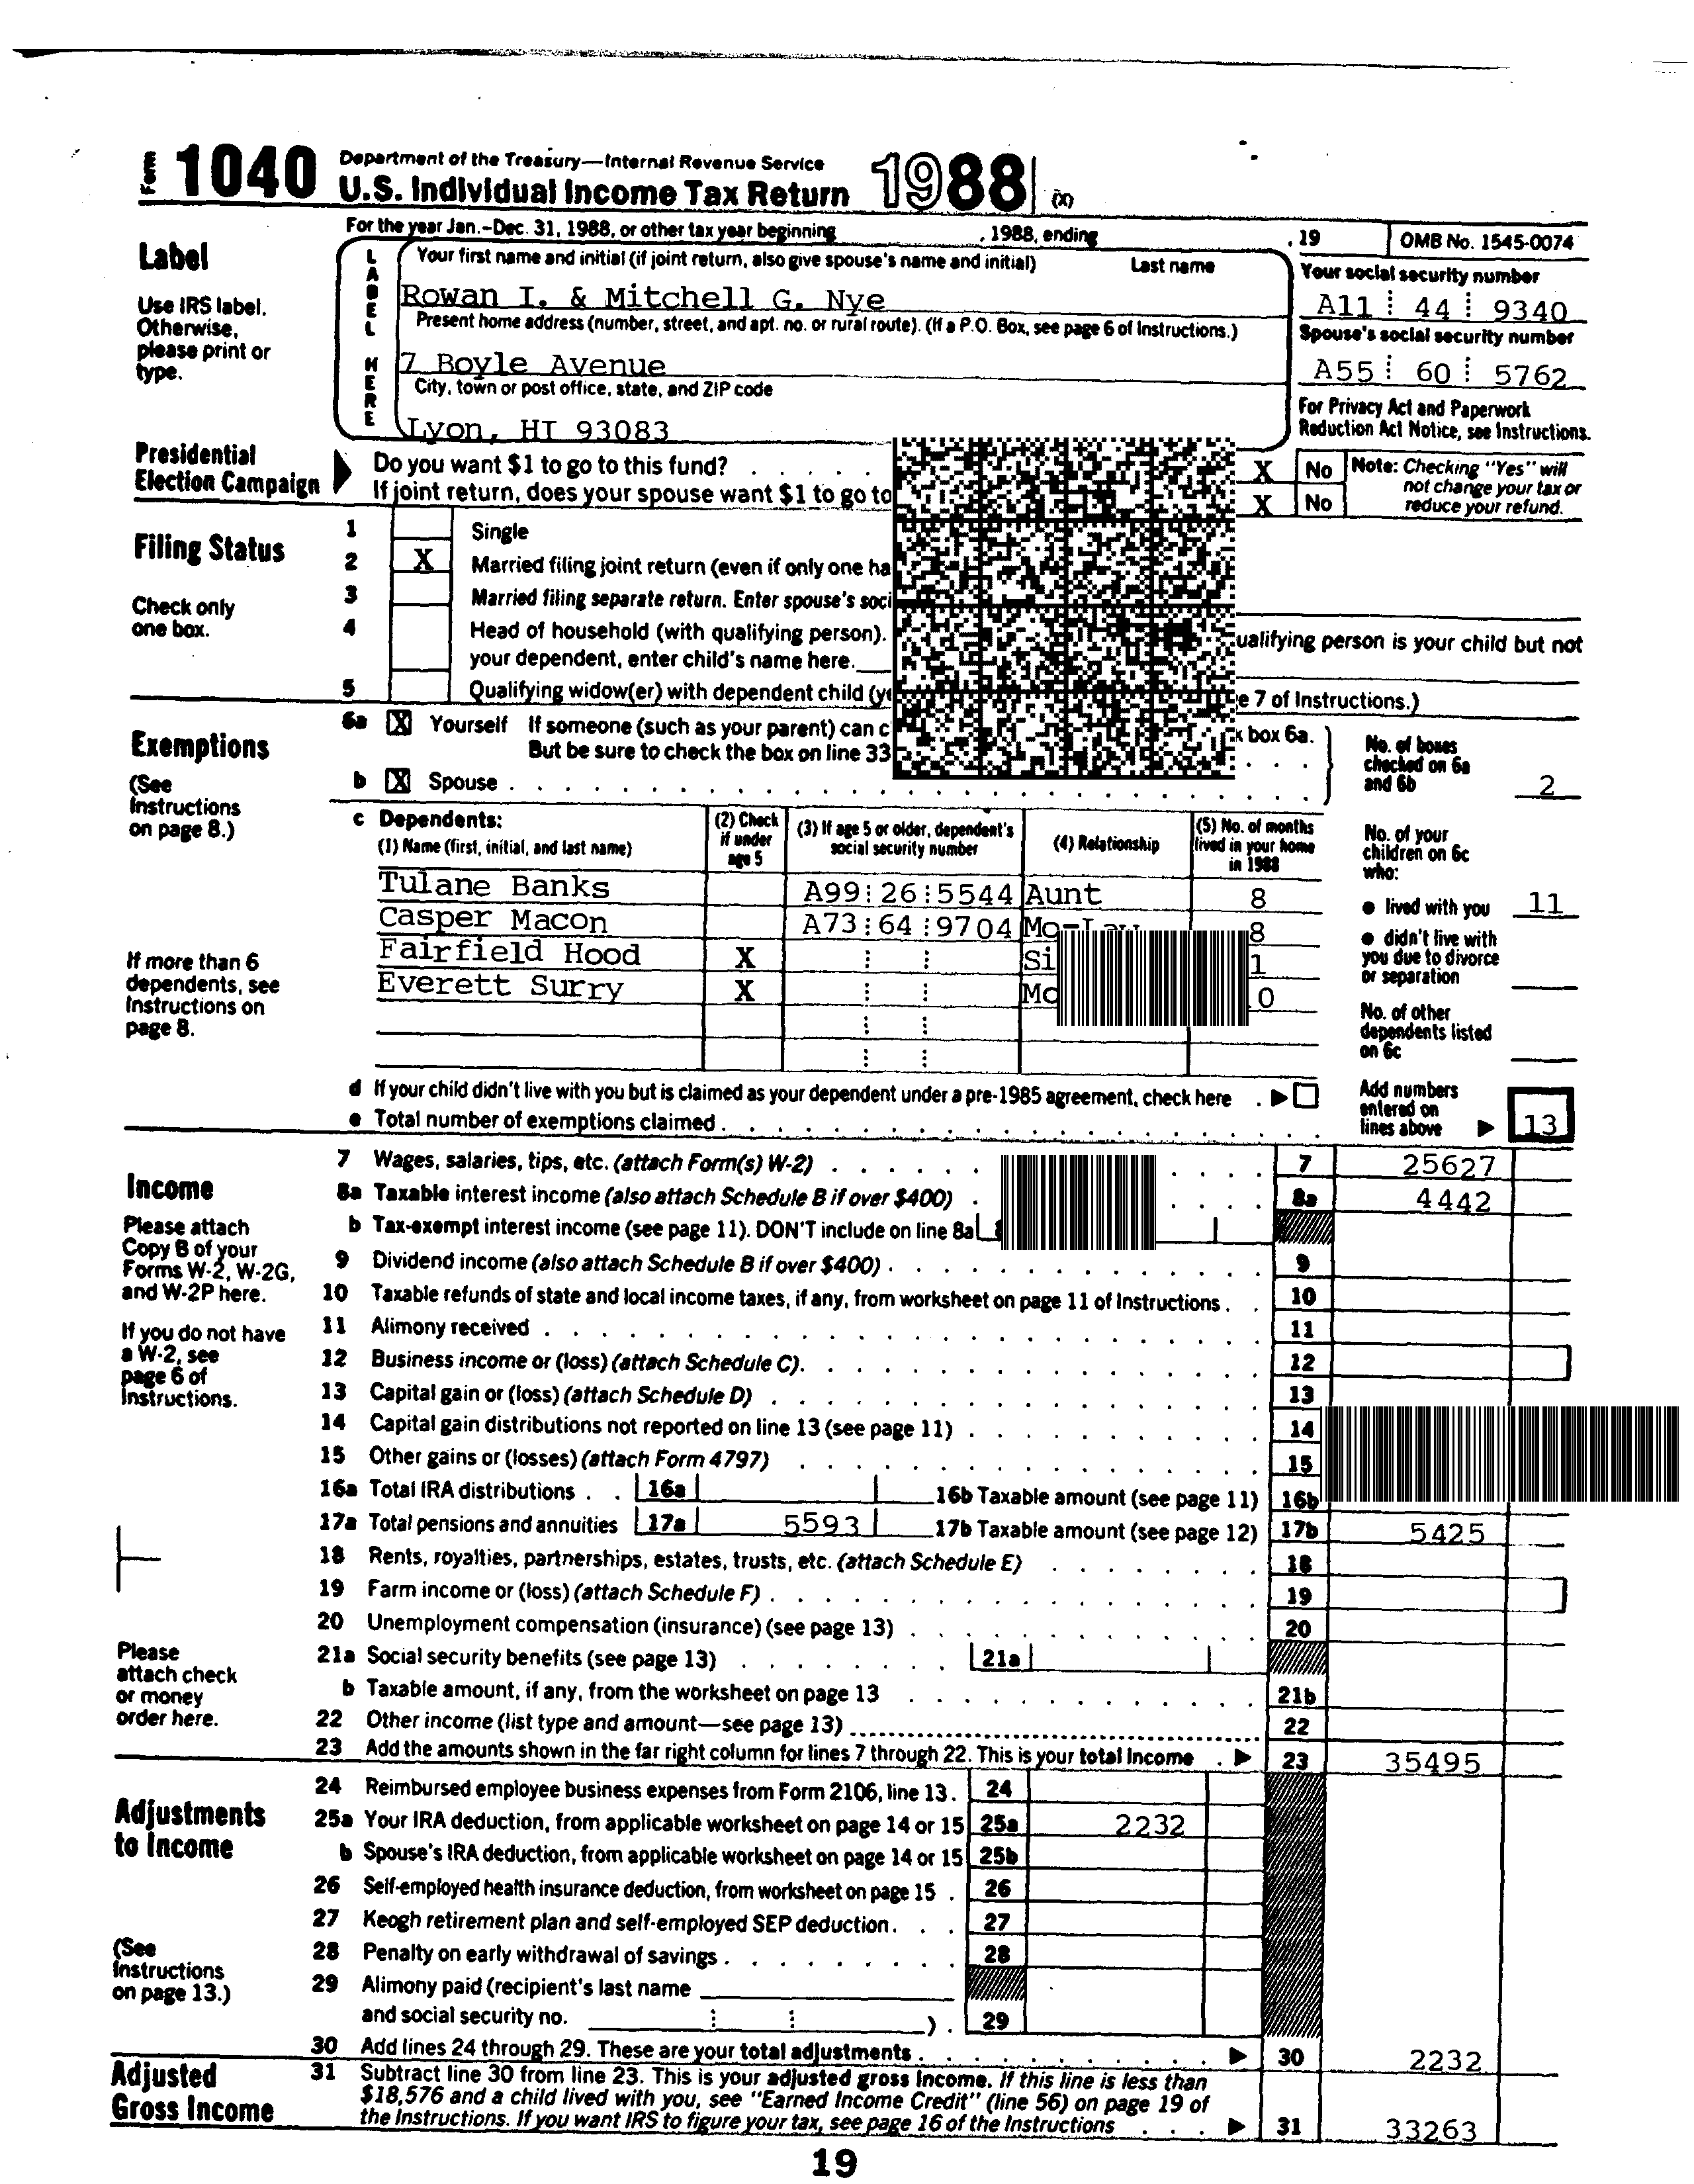 Form 1040 Department of the Treasury—Internal Revenue Service
U.S. Individual Income Tax Return 1988 (X)
For the year Jan.-Dec. 31, 1988, or other tax year beginning , 1988, ending , 19 OMB No. 1545-0074
Label
Use IRS label.
Otherwise,
please print or
type.
LABEL HERE
Your first name and initial (if joint return, also give spouse's name and initial) Last name
Rowan I. & Mitchell G. Nye
Present home address (number, street, and apt. no. or rural route). (If a P.O. Box, see page 6 of Instructions.)
7 Boyle Avenue
City, town or post office, state, and ZIP code
Lyon, HI 93083
Your social security number
A11 44 9340
Spouse's social security number
A55 60 5762
For Privacy Act and Paperwork
Reduction Act Notice, see Instructions.
Presidential
Election Campaign
Do you want $1 to go to this fund? . . . . . X No
If joint return, does your spouse want $1 to go to X No
Note: Checking "Yes" will
not change your tax or
reduce your refund.
Filing Status
Check only
one box.
1 Single
2 X Married filing joint return (even if only one ha
3 Married filing separate return. Enter spouse's soci
4 Head of household (with qualifying person). ualifying person is your child but not
your dependent, enter child's name here.
5 Qualifying widow(er) with dependent child (ye e 7 of Instructions.)
Exemptions
(See
Instructions
on page 8.)
6a X Yourself If someone (such as your parent) can c x box 6a.
But be sure to check the box on line 33
b X Spouse
No. of boxes
checked on 6a
and 6b 2
c Dependents:
(1) Name (first, initial, and last name)
(2) Check
if under
age 5
(3) If age 5 or older, dependent's
social security number
(4) Relationship
(5) No. of months
lived in your home
in 1988
Tulane Banks A99 26 5544 Aunt 8
Casper Macon A73 64 9704 8
Fairfield Hood X Si 1
Everett Surry X Mo 0
If more than 6
dependents, see
Instructions on
page 8.
No. of your
children on 6c
who:
● lived with you 11
● didn't live with
you due to divorce
or separation
No. of other
dependents listed
on 6c
d If your child didn't live with you but is claimed as your dependent under a pre-1985 agreement, check here . ▶
e Total number of exemptions claimed
Add numbers
entered on
lines above ▶ 13
Income
Please attach
Copy B of your
Forms W-2, W-2G,
and W-2P here.
If you do not have
a W-2, see
page 6 of
Instructions.
Please
attach check
or money
order here.
7 Wages, salaries, tips, etc. (attach Form(s) W-2) 7 25627
8a Taxable interest income (also attach Schedule B if over $400) 8a 4442
b Tax-exempt interest income (see page 11). DON'T include on line 8a
9 Dividend income (also attach Schedule B if over $400) 9
10 Taxable refunds of state and local income taxes, if any, from worksheet on page 11 of Instructions 10
11 Alimony received 11
12 Business income or (loss) (attach Schedule C) 12
13 Capital gain or (loss) (attach Schedule D) 13
14 Capital gain distributions not reported on line 13 (see page 11) 14
15 Other gains or (losses) (attach Form 4797) 15
16a Total IRA distributions 16a 16b Taxable amount (see page 11) 16b
17a Total pensions and annuities 17a 5593 17b Taxable amount (see page 12) 17b 5425
18 Rents, royalties, partnerships, estates, trusts, etc. (attach Schedule E) 18
19 Farm income or (loss) (attach Schedule F) 19
20 Unemployment compensation (insurance) (see page 13) 20
21a Social security benefits (see page 13) 21a
b Taxable amount, if any, from the worksheet on page 13 21b
22 Other income (list type and amount—see page 13) 22
23 Add the amounts shown in the far right column for lines 7 through 22. This is your total income ▶ 23 35495
Adjustments
to Income
(See
Instructions
on page 13.)
24 Reimbursed employee business expenses from Form 2106, line 13. 24
25a Your IRA deduction, from applicable worksheet on page 14 or 15 25a 2232
b Spouse's IRA deduction, from applicable worksheet on page 14 or 15 25b
26 Self-employed health insurance deduction, from worksheet on page 15 26
27 Keogh retirement plan and self-employed SEP deduction 27
28 Penalty on early withdrawal of savings 28
29 Alimony paid (recipient's last name
and social security no. ) . 29
30 Add lines 24 through 29. These are your total adjustments ▶ 30 2232
Adjusted
Gross Income
31 Subtract line 30 from line 23. This is your adjusted gross income. If this line is less than
$18,576 and a child lived with you, see "Earned Income Credit" (line 56) on page 19 of
the Instructions. If you want IRS to figure your tax, see page 16 of the Instructions ▶ 31 33263
19